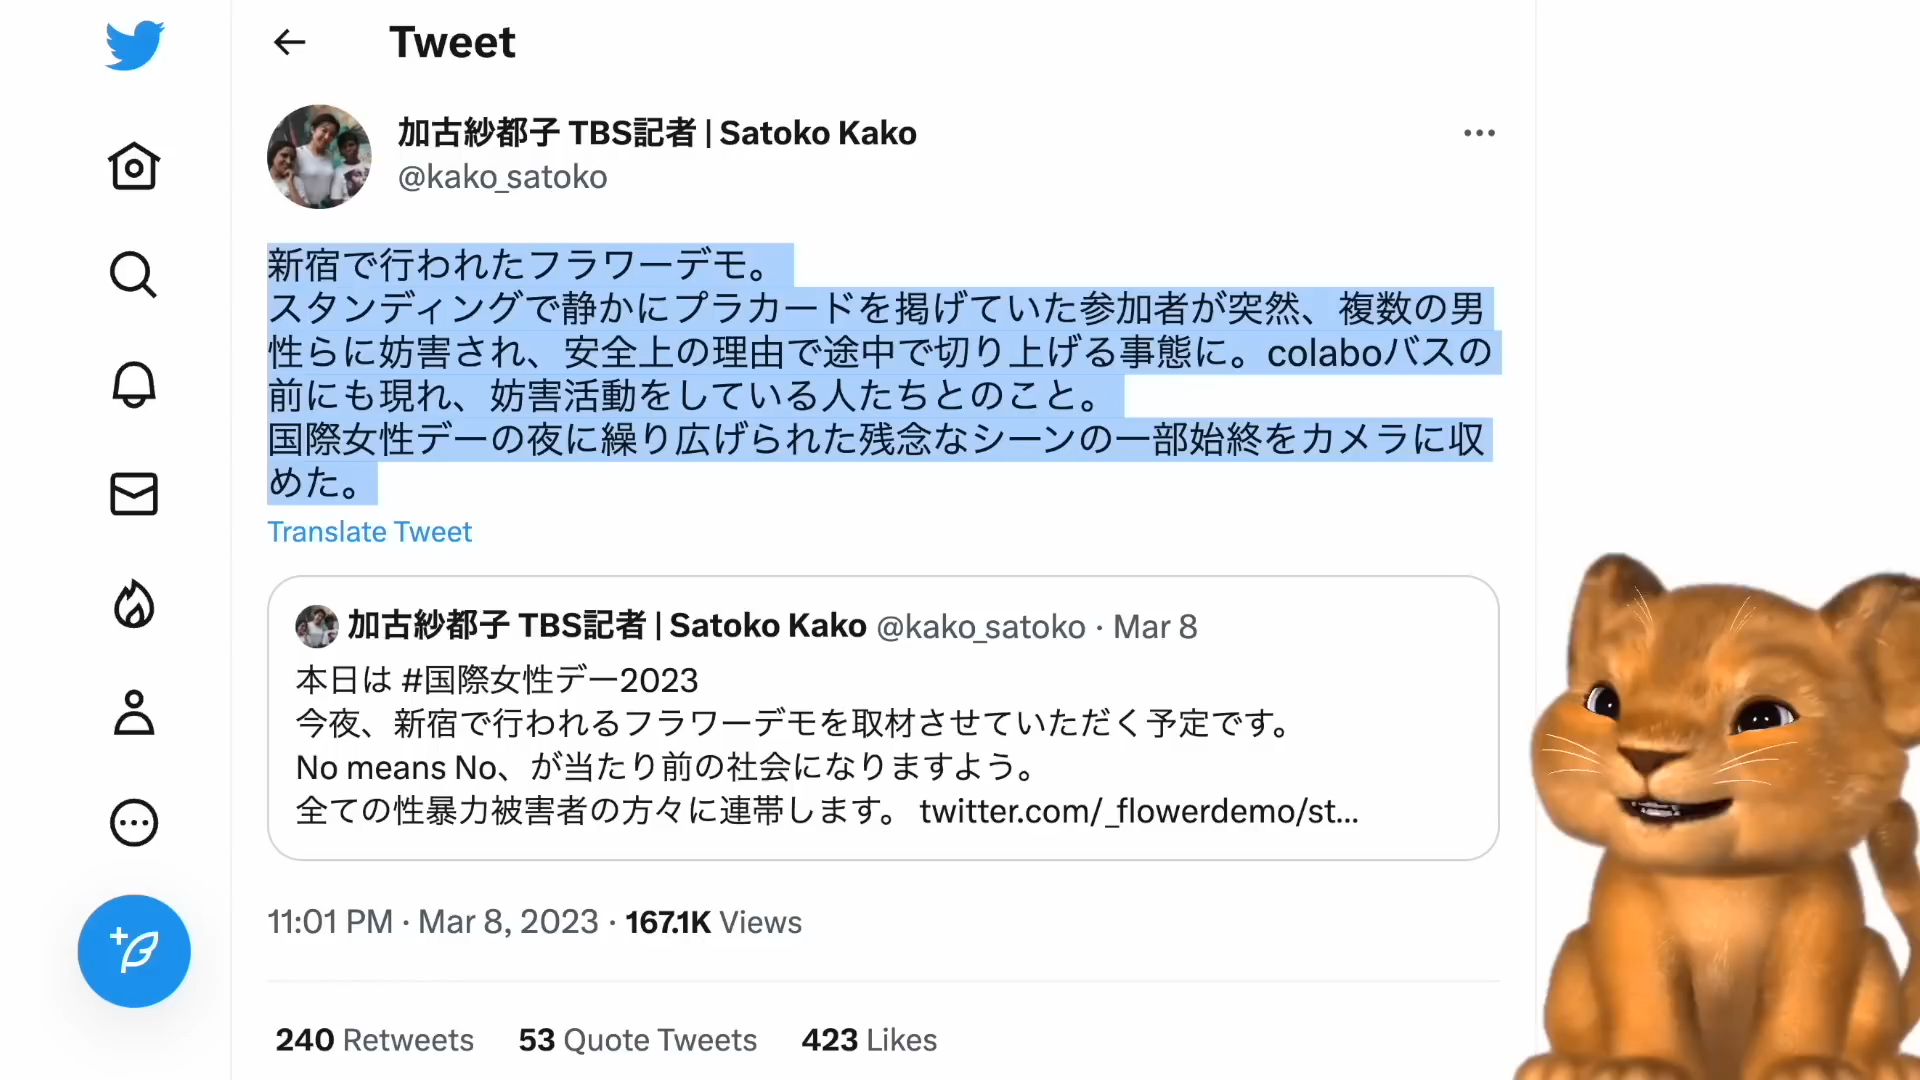 Tweet
加古紗都子 TBS記者 | Satoko Kako
@kako_satoko
新宿で行われたフラワーデモ。
スタンディングで静かにプラカードを掲げていた参加者が突然、複数の男
性らに妨害され、安全上の理由で途中で切り上げる事態に。colaboバスの
前にも現れ、妨害活動をしている人たちとのこと。
国際女性デーの夜に繰り広げられた残念なシーンの一部始終をカメラに収
めた。
Translate Tweet
加古紗都子 TBS記者 | Satoko Kako @kako_satoko · Mar 8
本日は #国際女性デー2023
今夜、新宿で行われるフラワーデモを取材させていただく予定です。
No means No、が当たり前の社会になりますよう。
全ての性暴力被害者の方々に連帯します。 twitter.com/_flowerdemo/st...
11:01 PM · Mar 8, 2023 · 167.1K Views
240 Retweets 53 Quote Tweets 423 Likes